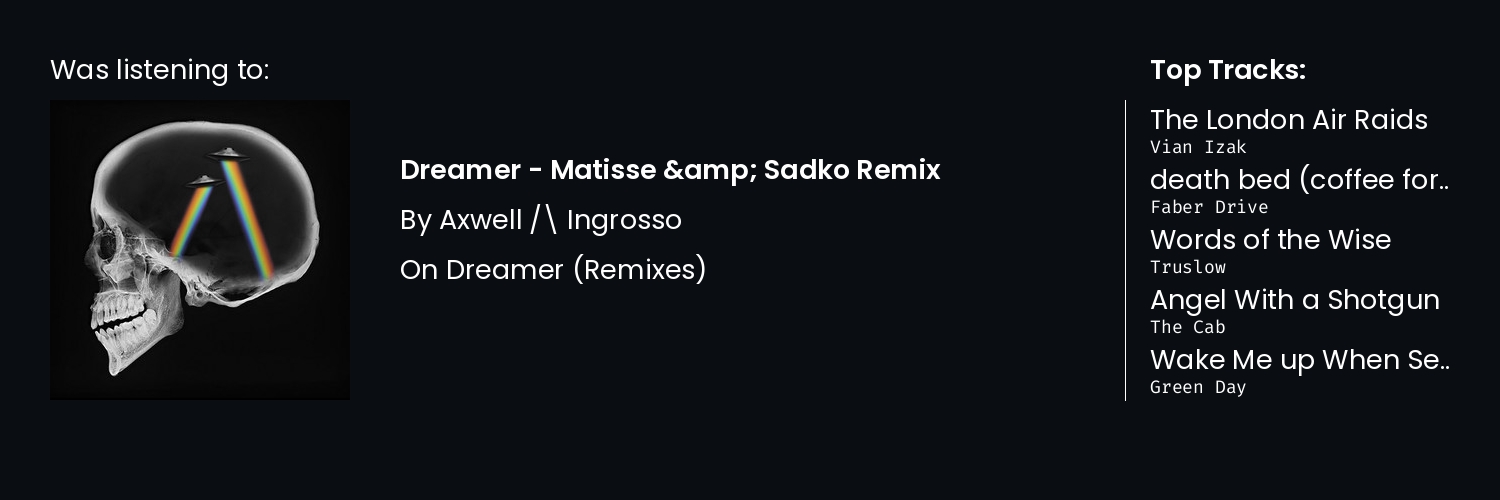 Was listening to:
Dreamer - Matisse &amp; Sadko Remix
By Axwell /\ Ingrosso
On Dreamer (Remixes)
Top Tracks:
The London Air Raids
Vian Izak
death bed (coffee for..
Faber Drive
Words of the Wise
Truslow
Angel With a Shotgun
The Cab
Wake Me up When Se..
Green Day